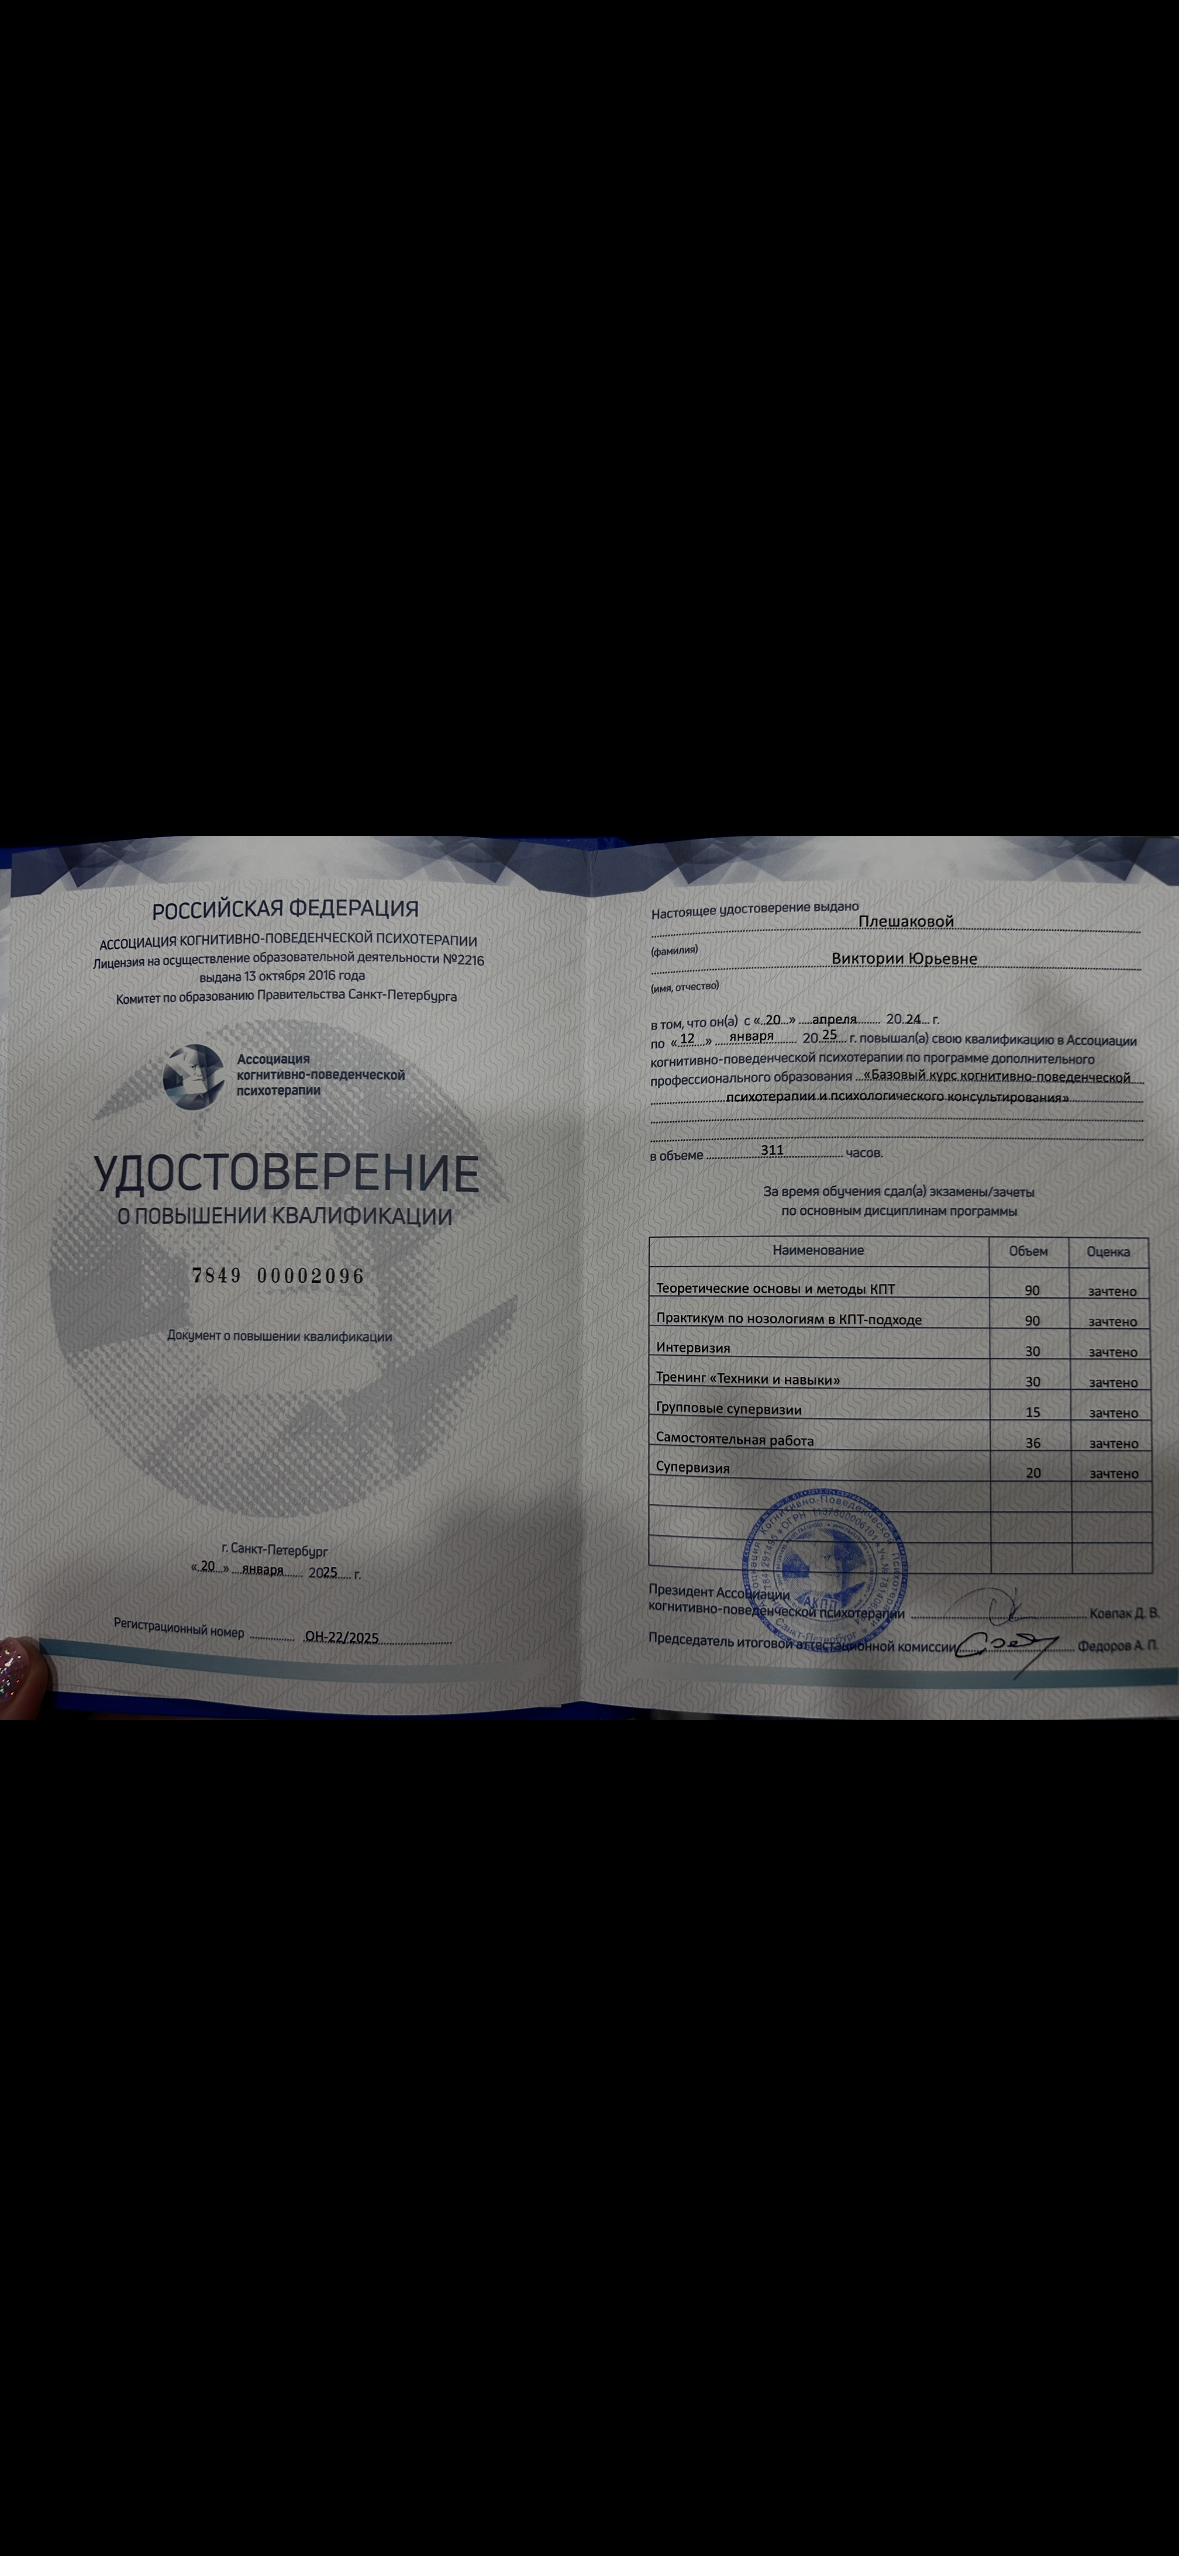 РОССИЙСКАЯ ФЕДЕРАЦИЯ
АССОЦИАЦИЯ КОГНИТИВНО-ПОВЕДЕНЧЕСКОЙ ПСИХОТЕРАПИИ
Лицензия на осуществление образовательной деятельности №2216
выдана 13 октября 2016 года
Комитет по образованию Правительства Санкт-Петербурга
Ассоциация
когнитивно-поведенческой
психотерапии
УДОСТОВЕРЕНИЕ
О ПОВЫШЕНИИ КВАЛИФИКАЦИИ
7849 00002096
Документ о повышении квалификации
г. Санкт-Петербург
«20» января 2025 г.
Регистрационный номер ОН-22/2025
Настоящее удостоверение выдано
Плешаковой
(фамилия)
Виктории Юрьевне
(имя, отчество)
в том, что он(а) с «20» апреля 2024 г.
по «12» января 2025 г. повышал(а) свою квалификацию в Ассоциации
когнитивно-поведенческой психотерапии по программе дополнительного
профессионального образования «Базовый курс когнитивно-поведенческой
психотерапии и психологического консультирования»
в объеме 311 часов.
За время обучения сдал(а) экзамены/зачеты
по основным дисциплинам программы
Наименование Объем Оценка
Теоретические основы и методы КПТ 90 зачтено
Практикум по нозологиям в КПТ-подходе 90 зачтено
Интервизия 30 зачтено
Тренинг «Техники и навыки» 30 зачтено
Групповые супервизии 15 зачтено
Самостоятельная работа 36 зачтено
Супервизия 20 зачтено
Когнитивно-Поведенческой Психотерапии
АКПП
Санкт-Петербург
Президент Ассоциации
когнитивно-поведенческой психотерапии Ковпак Д. В.
Председатель итоговой аттестационной комиссии Федоров А. П.